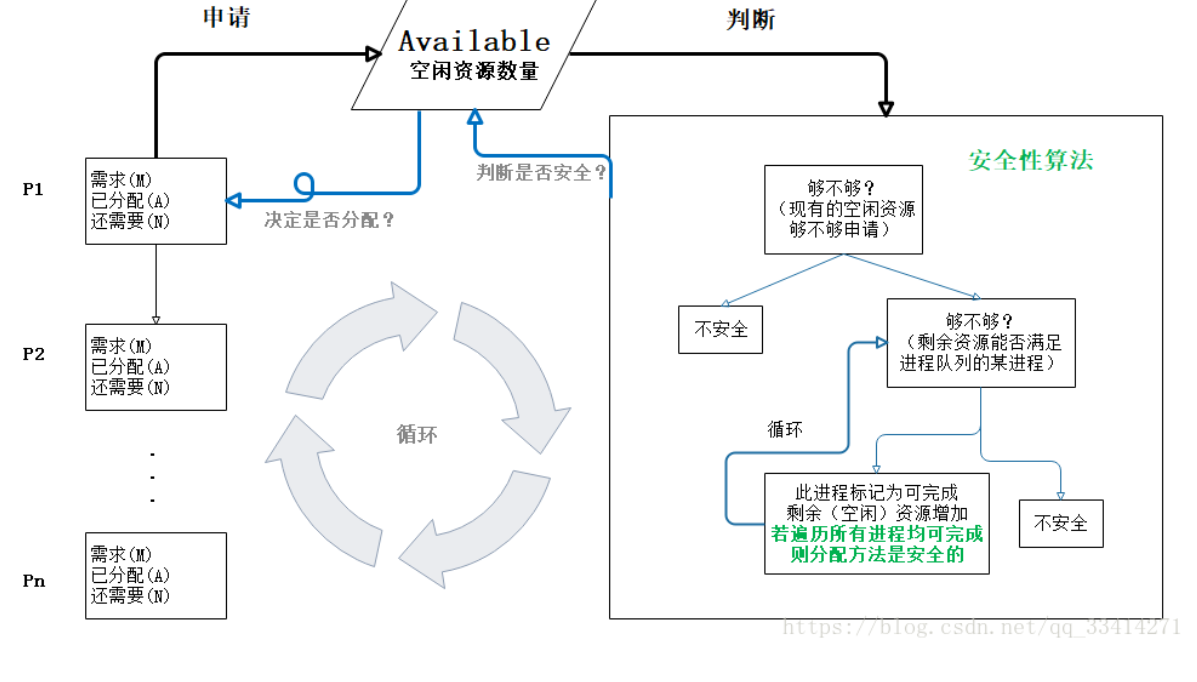 申请
Available
空闲资源数量
判断
P1
需求(M)
已分配(A)
还需要(N)
决定是否分配？
判断是否安全？
P2
需求(M)
已分配(A)
还需要(N)
循环
Pn
需求(M)
已分配(A)
还需要(N)
安全性算法
够不够？
（现有的空闲资源
够不够申请）
不安全
够不够？
（剩余资源能否满足
进程队列的某进程）
循环
此进程标记为可完成
剩余（空闲）资源增加
若遍历所有进程均可完成
则分配方法是安全的
不安全
https://blog.csdn.net/qq_33414271